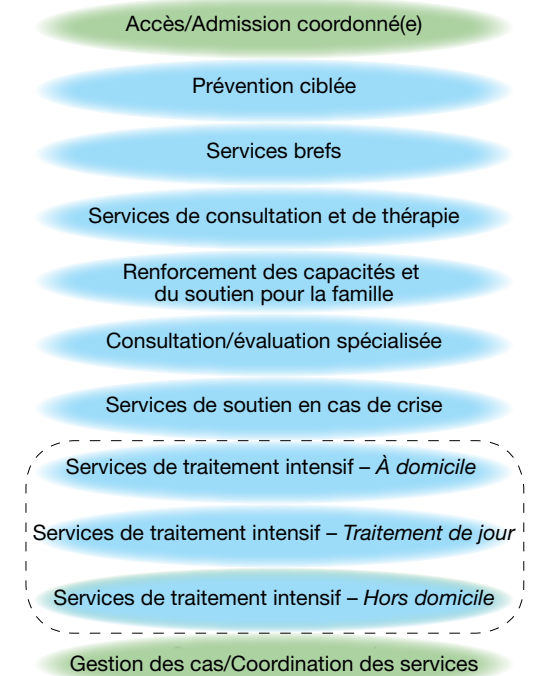 Accès/Admission coordonné(e)
Prévention ciblée
Services brefs
Services de consultation et de thérapie
Renforcement des capacités et
du soutien pour la famille
Consultation/évaluation spécialisée
Services de soutien en cas de crise
Services de traitement intensif – À domicile
Services de traitement intensif – Traitement de jour
Services de traitement intensif – Hors domicile
Gestion des cas/Coordination des services